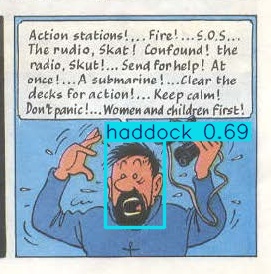 Action stations!... Fire!... S.O.S...
The rudio, Skat! Confound! the
radio, Skut!... Send for help! At
once!... A submarine!... Clear the
decks for action!... Keep calm!
Don't panic!... Women and children first!
haddock 0.69